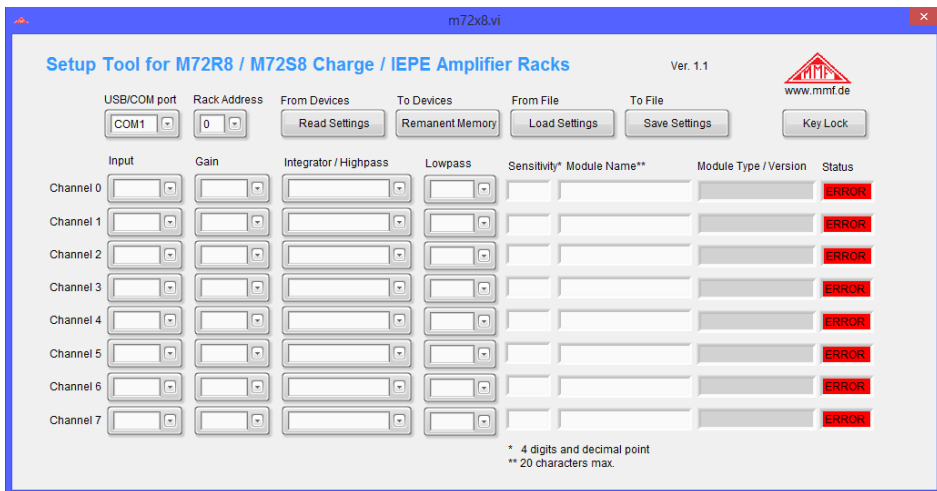 m72x8.vi
Setup Tool for M72R8 / M72S8 Charge / IEPE Amplifier Racks Ver. 1.1
MMF
www.mmf.de
USB/COM port Rack Address From Devices To Devices From File To File
COM1 0 Read Settings Remanent Memory Load Settings Save Settings Key Lock
Input Gain Integrator / Highpass Lowpass Sensitivity* Module Name** Module Type / Version Status
Channel 0 ERROR
Channel 1 ERROR
Channel 2 ERROR
Channel 3 ERROR
Channel 4 ERROR
Channel 5 ERROR
Channel 6 ERROR
Channel 7 ERROR
* 4 digits and decimal point
** 20 characters max.